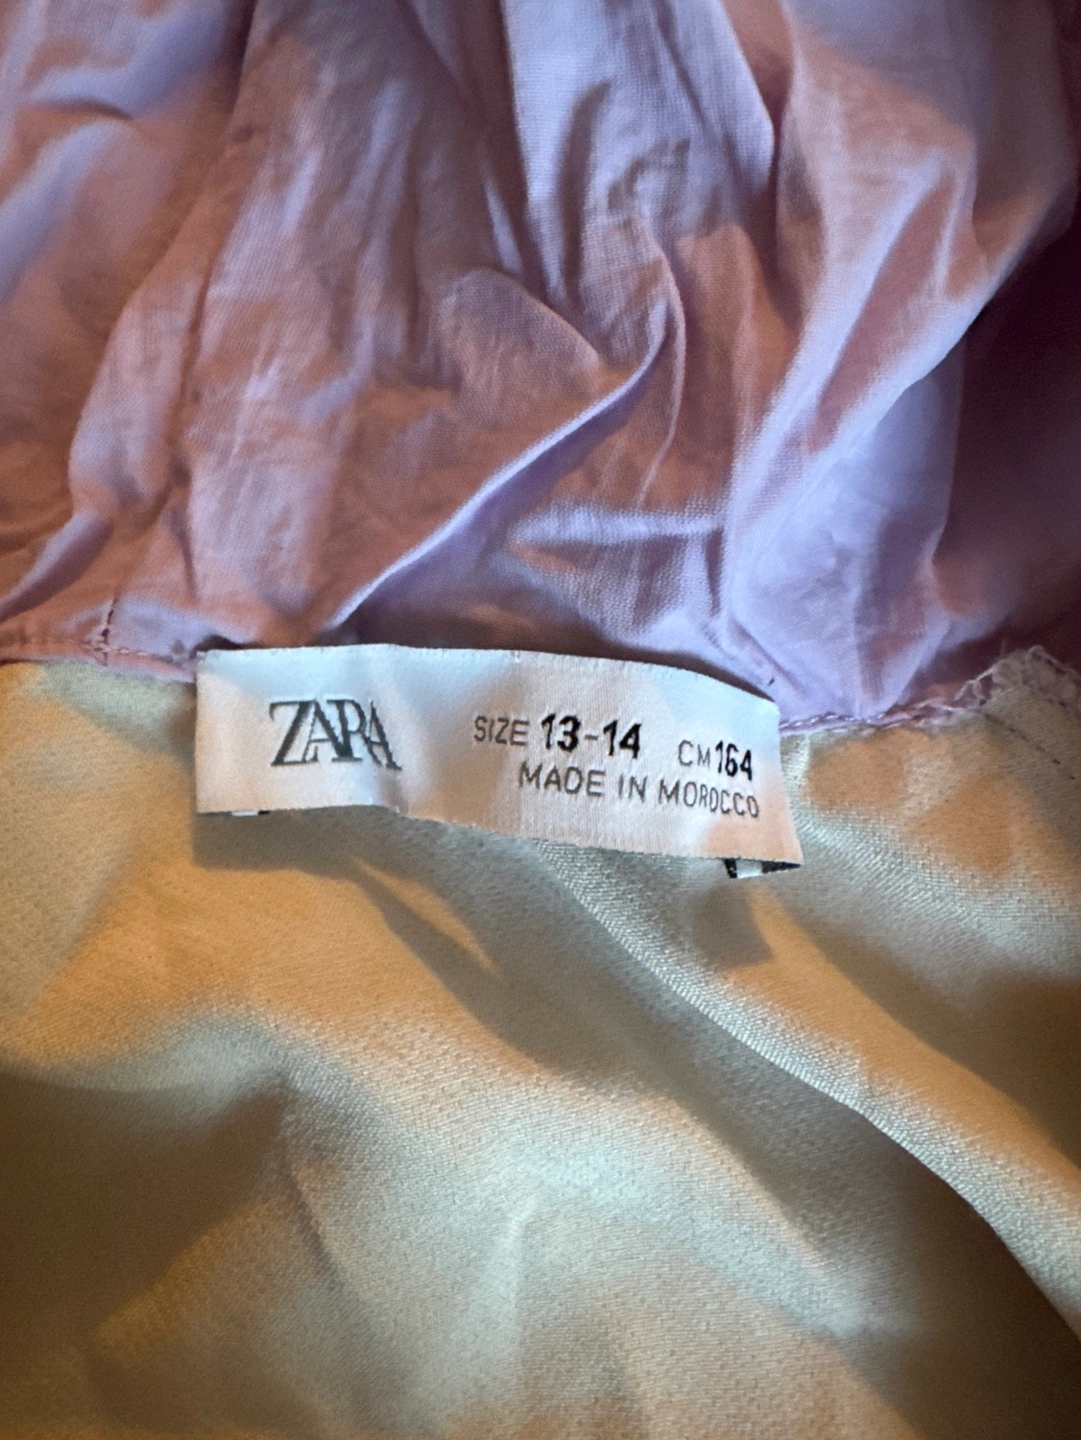 ZARA
SIZE 13-14 CM 164
MADE IN MOROCCO